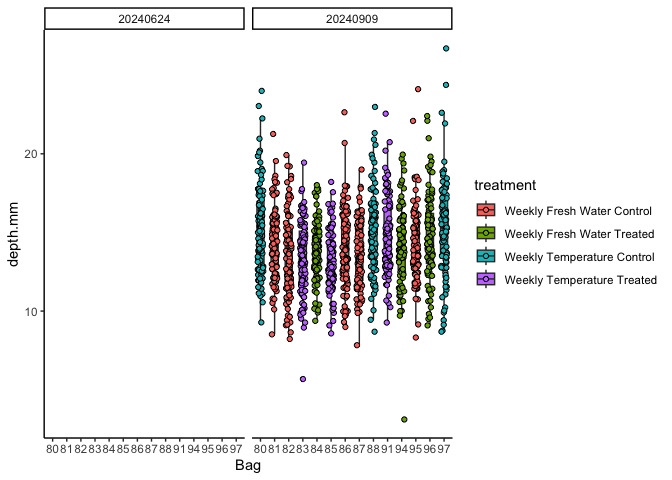 20240624 20240909
20
10
depth.mm
80 81 82 83 84 85 86 87 88 91 94 95 96 97 80 81 82 83 84 85 86 87 88 91 94 95 96 97
Bag
treatment
Weekly Fresh Water Control
Weekly Fresh Water Treated
Weekly Temperature Control
Weekly Temperature Treated